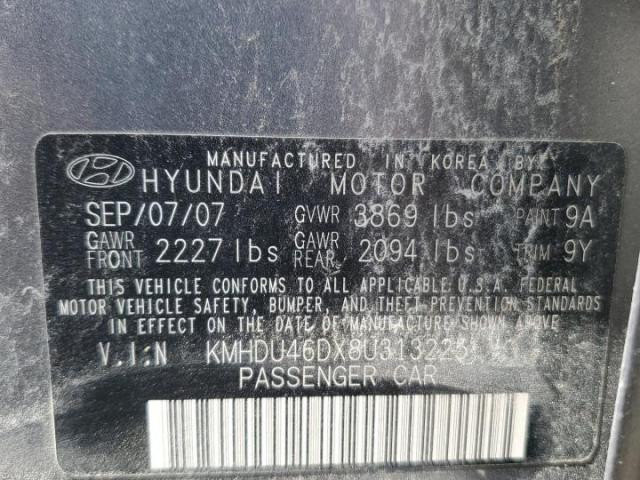 MANUFACTURED IN KOREA BY
HYUNDAI MOTOR COMPANY
SEP/07/07 GVWR 3869 lbs PAINT 9A
GAWR FRONT 2227 lbs GAWR REAR 2094 lbs TRIM 9Y
THIS VEHICLE CONFORMS TO ALL APPLICABLE U.S.A. FEDERAL
MOTOR VEHICLE SAFETY, BUMPER, AND THEFT PREVENTION STANDARDS
IN EFFECT ON THE DATE OF MANUFACTURE SHOWN ABOVE.
V.I.N KMHDU46DX8U313225
PASSENGER CAR